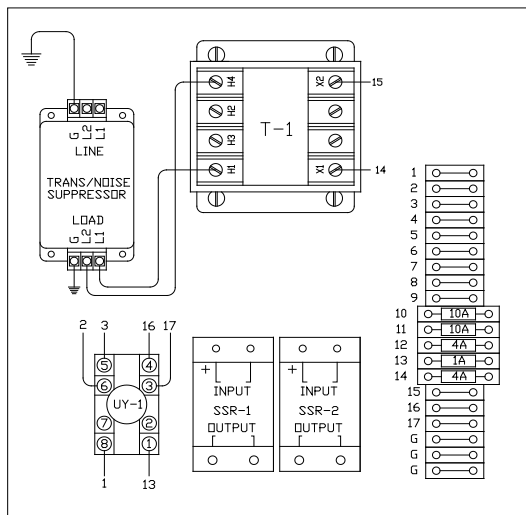 H4
X2
15
H2
T-1
H3
H1
X1
14
G
L2
L1
LINE
TRANS/NOISE
SUPPRESSOR
LOAD
G
L2
L1
1
2
3
4
5
6
7
8
9
10 10A
11 10A
12 4A
13 1A
14 4A
15
16
17
G
G
G
2 3 16 17
5 4
6 3
UY-1
7 2
8 1
1 13
+
INPUT
SSR-1
OUTPUT
+
INPUT
SSR-2
OUTPUT